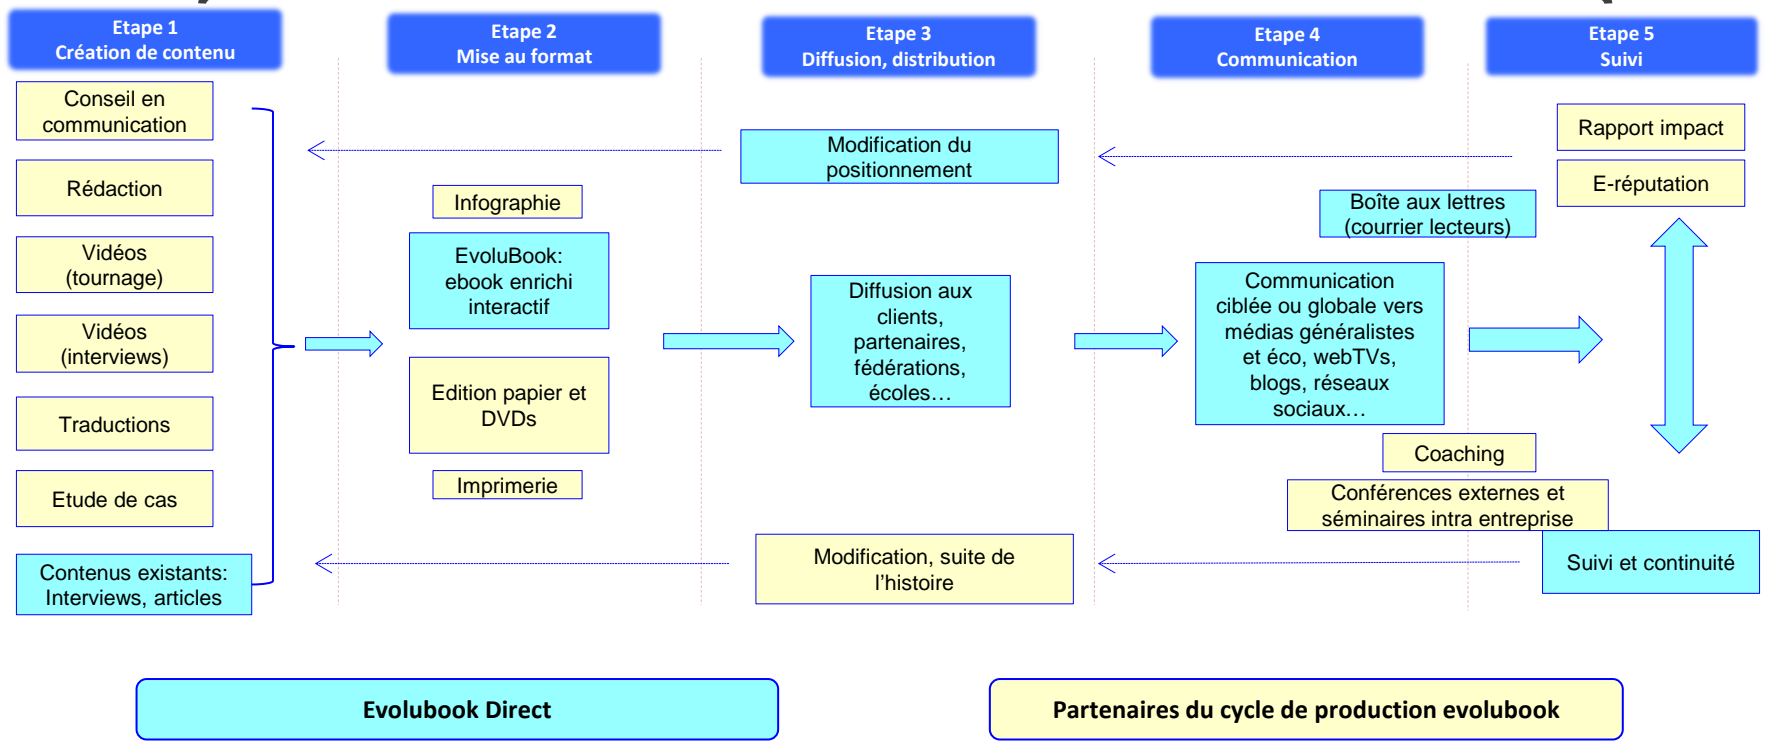 Etape 1
Création de contenu
Etape 2
Mise au format
Etape 3
Diffusion, distribution
Etape 4
Communication
Etape 5
Suivi
Conseil en
communication
Rédaction
Vidéos
(tournage)
Vidéos
(interviews)
Traductions
Etude de cas
Contenus existants:
Interviews, articles
Infographie
EvoluBook:
ebook enrichi
interactif
Edition papier et
DVDs
Imprimerie
Modification du
positionnement
Diffusion aux
clients,
partenaires,
fédérations,
écoles…
Modification, suite de
l'histoire
Boîte aux lettres
(courrier lecteurs)
Communication
ciblée ou globale vers
médias généralistes
et éco, webTVs,
blogs, réseaux
sociaux…
Coaching
Conférences externes et
séminaires intra entreprise
Rapport impact
E-réputation
Suivi et continuité
Evolubook Direct
Partenaires du cycle de production evolubook